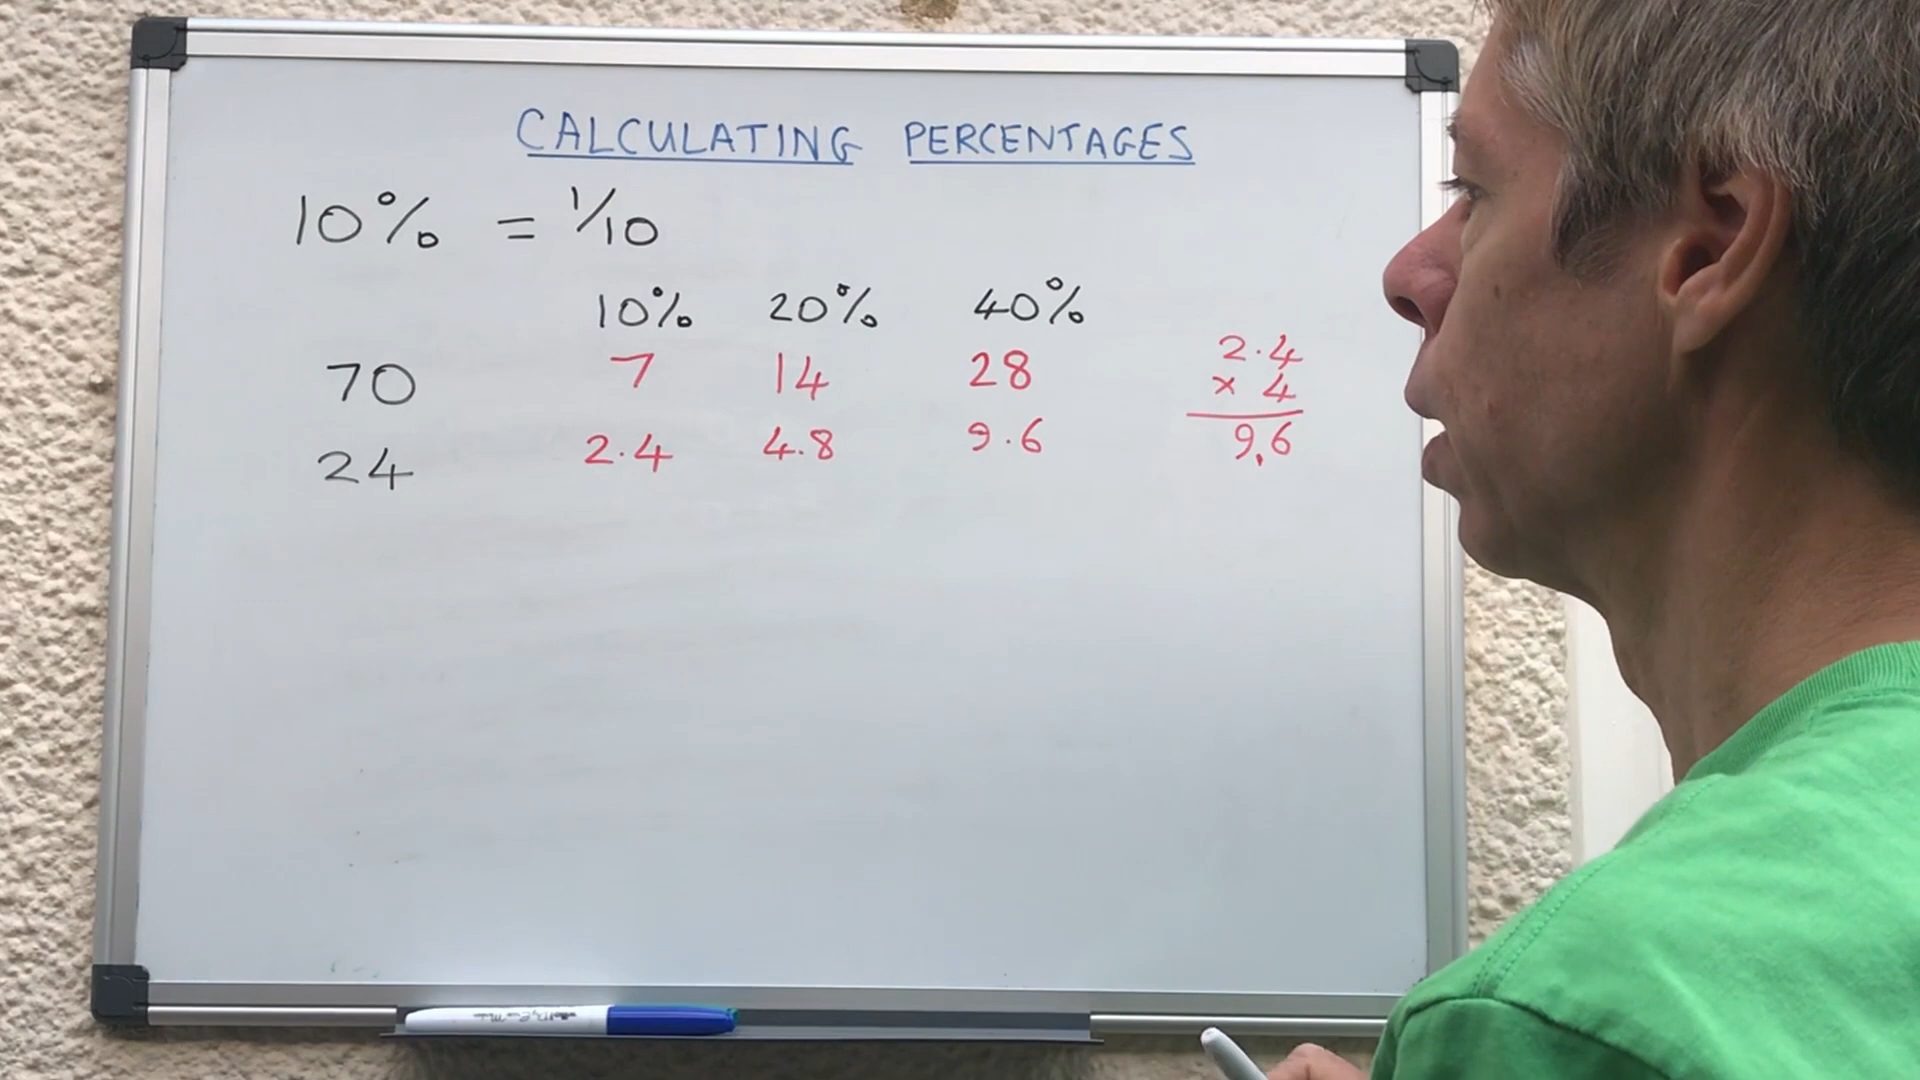 CALCULATING PERCENTAGES
10% = 1/10
10% 20% 40%
70 7 14 28
24 2.4 4.8 9.6
2.4
× 4
9.6